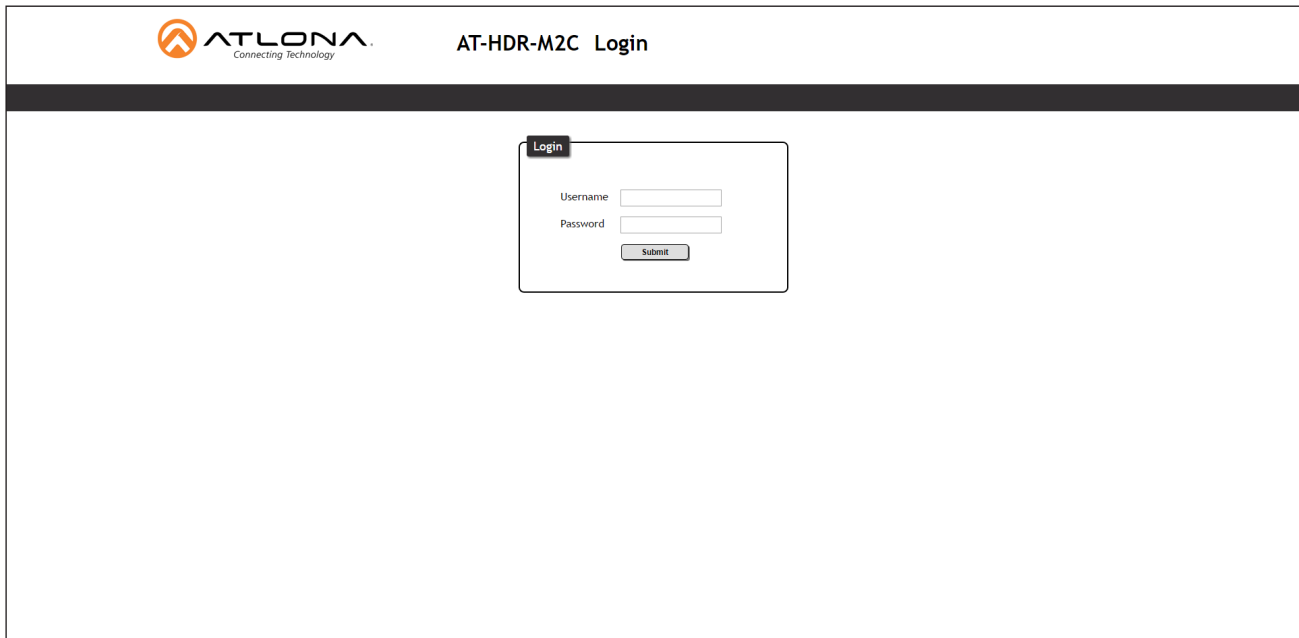 ATLONA.
Connecting Technology
AT-HDR-M2C Login
Login
Username
Password
Submit